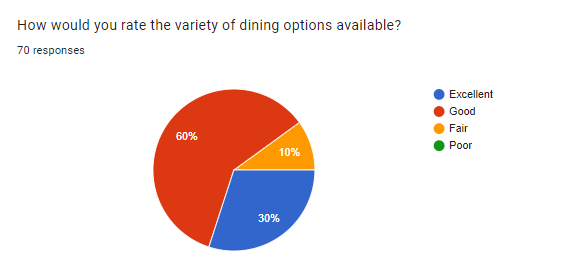 How would you rate the variety of dining options available?
70 responses
Excellent
Good
Fair
Poor
60%
10%
30%